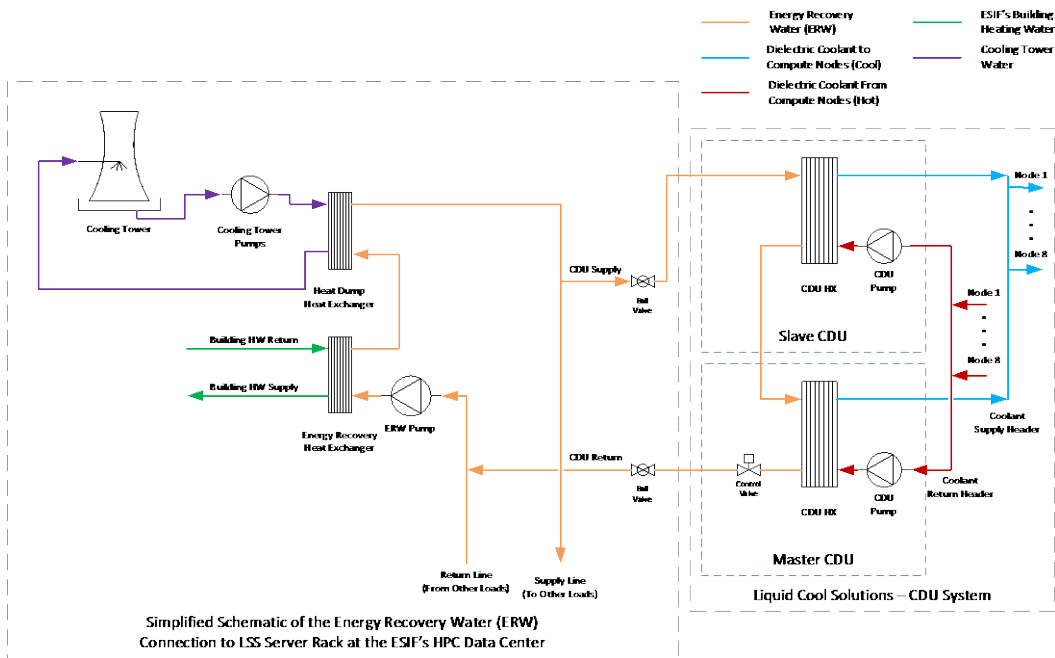 Energy Recovery
Water (ERW)
ESIF's Building
Heating Water
Dielectric Coolant to
Compute Nodes (Cool)
Cooling Tower
Water
Dielectric Coolant From
Compute Nodes (Hot)
Cooling Tower
Cooling Tower
Pumps
Heat Dump
Heat Exchanger
CDU Supply
Ball
Valve
CDU HX
CDU
Pump
Slave CDU
Node 1
Node 8
Node 1
Node 8
Building HW Return
Building HW Supply
Energy Recovery
Heat Exchanger
ERW Pump
CDU Return
Ball
Valve
Control
Valve
CDU HX
CDU
Pump
Coolant
Supply Header
Coolant
Return Header
Master CDU
Return Line
(From Other Loads)
Supply Line
(To Other Loads)
Liquid Cool Solutions – CDU System
Simplified Schematic of the Energy Recovery Water (ERW)
Connection to LSS Server Rack at the ESIF's HPC Data Center